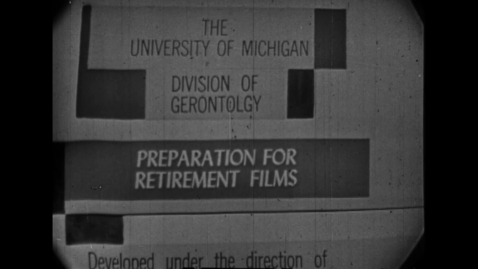 THE
UNIVERSITY OF MICHIGAN
DIVISION OF
GERONTOLGY
PREPARATION FOR
RETIREMENT FILMS
Developed under the direction of